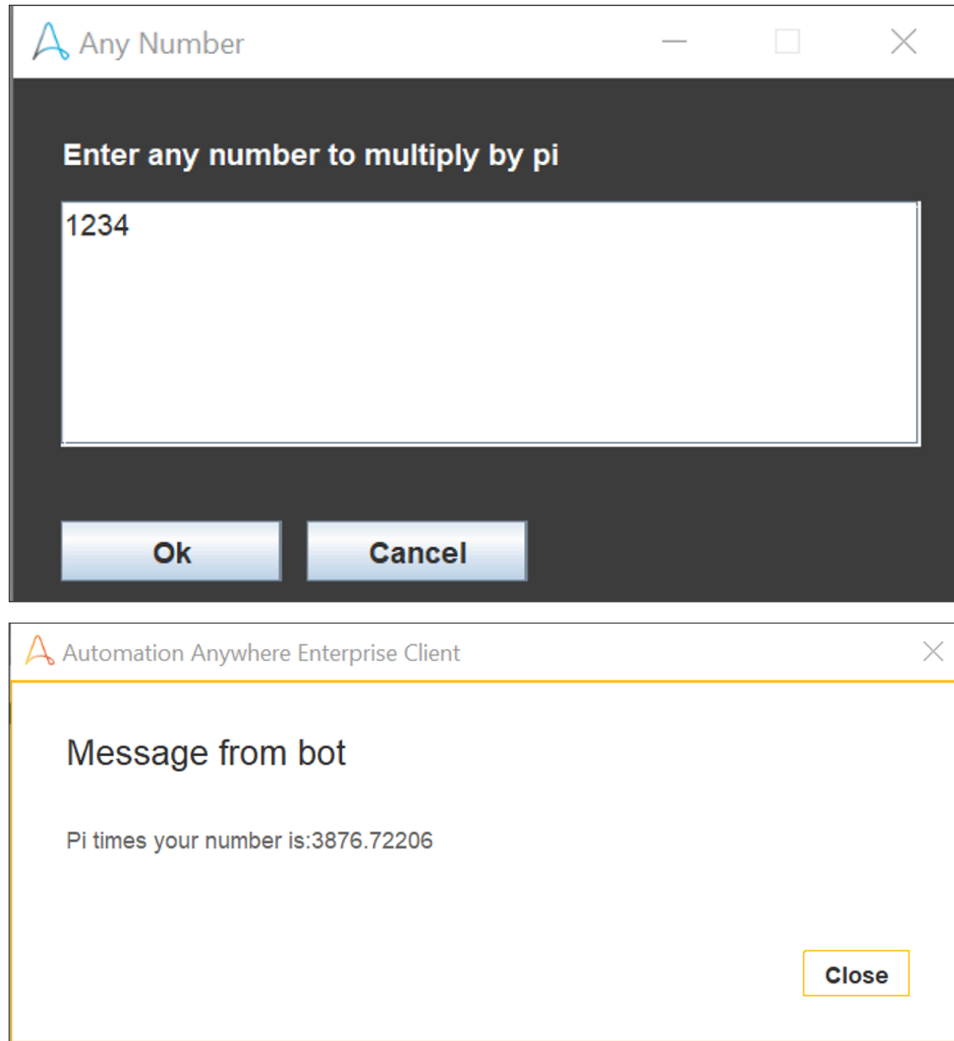 Any Number
Enter any number to multiply by pi
1234
Ok Cancel
Automation Anywhere Enterprise Client
Message from bot
Pi times your number is:3876.72206
Close